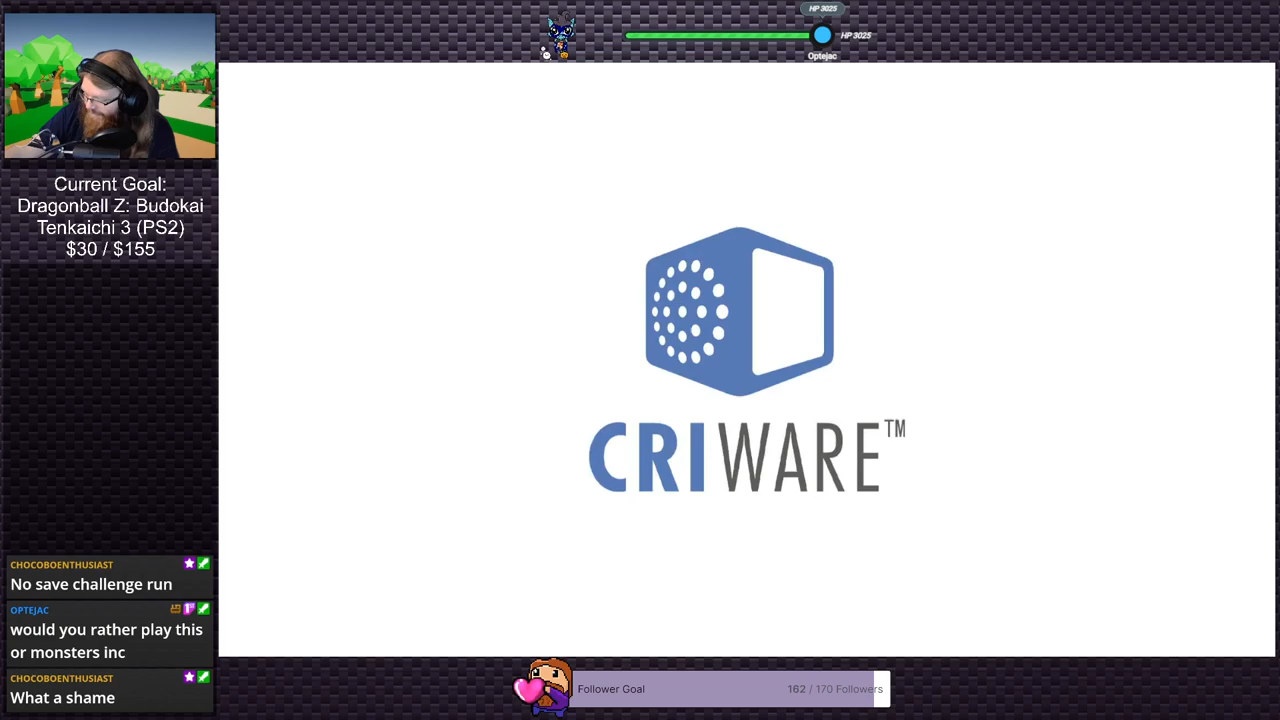 HP 3025
HP 3025
Optejac
Current Goal:
Dragonball Z: Budokai
Tenkaichi 3 (PS2)
$30 / $155
CRIWARE™
CHOCOBOENTHUSIAST
No save challenge run
OPTEJAC
would you rather play this
or monsters inc
CHOCOBOENTHUSIAST
What a shame
Follower Goal
162 / 170 Followers